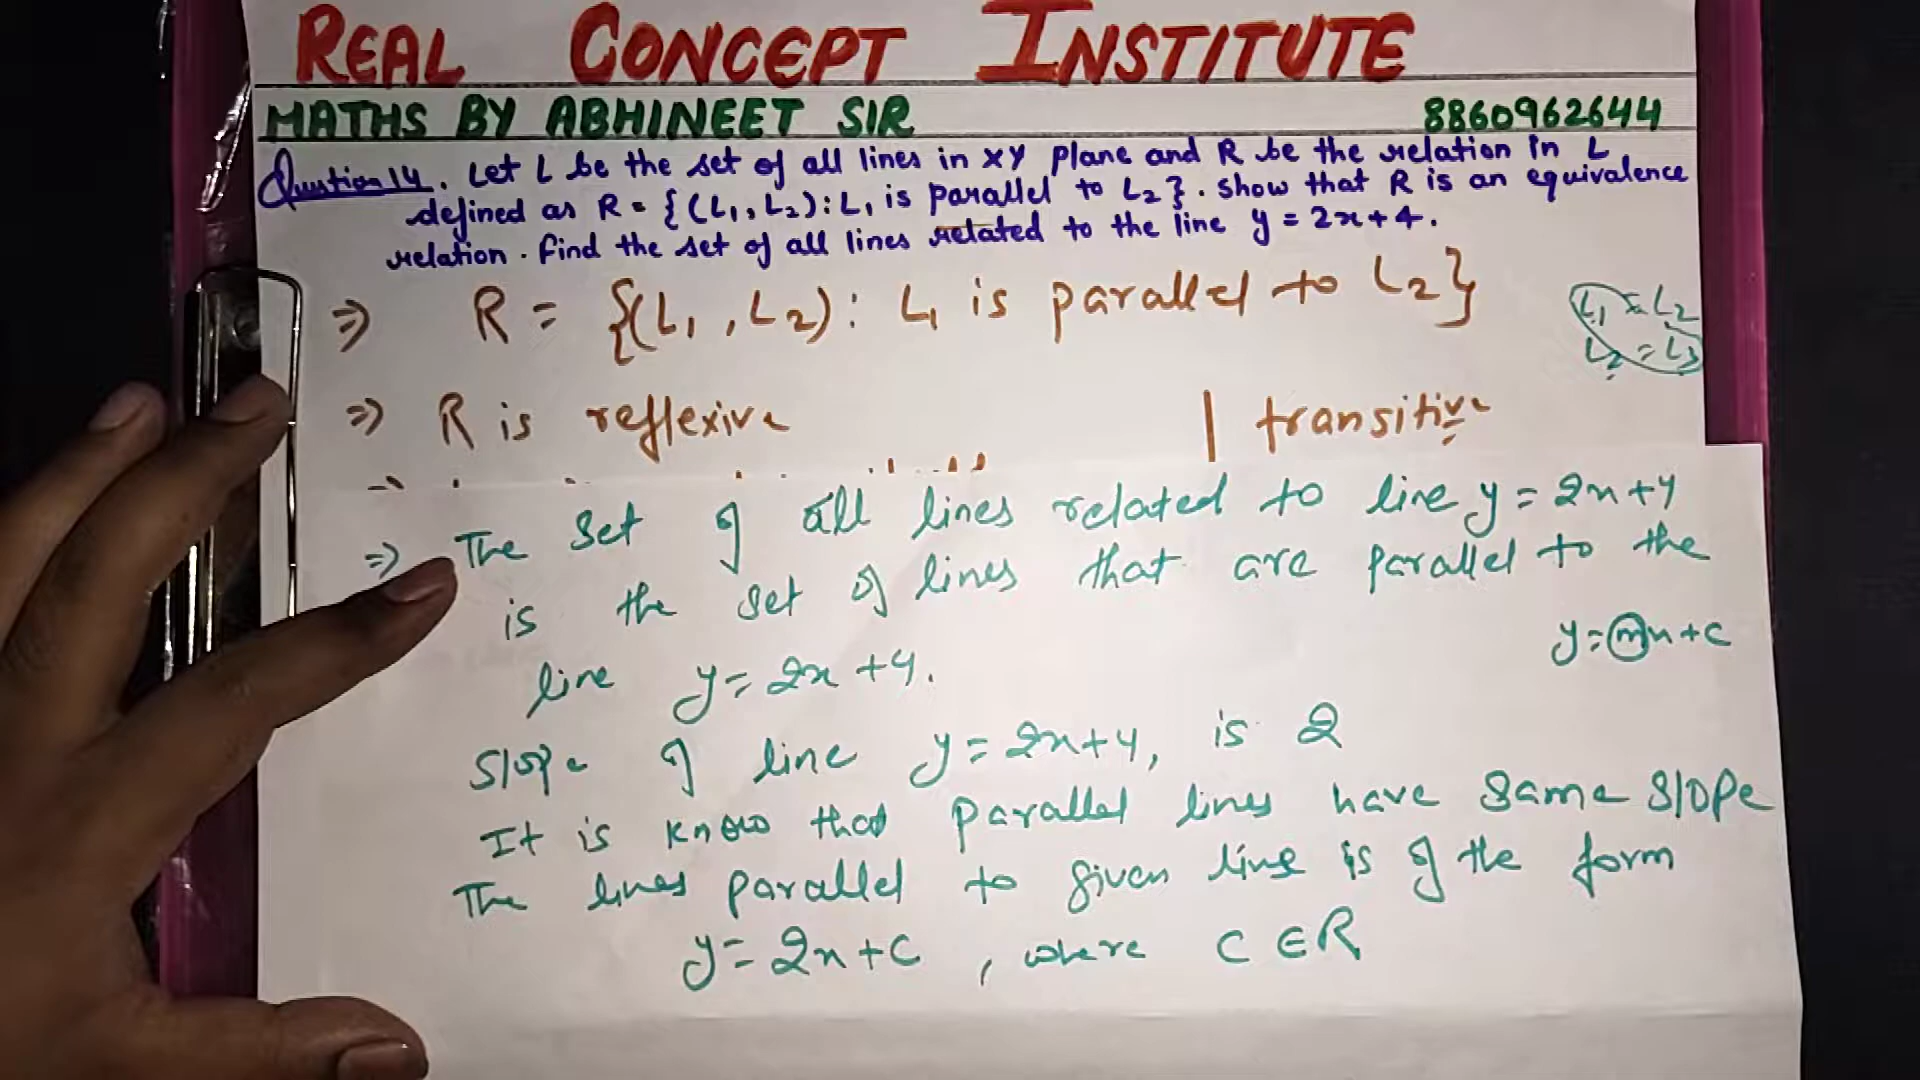 REAL CONCEPT INSTITUTE
MATHS BY ABHINEET SIR 8860962644
Question 14. Let L be the set of all lines in XY plane and R be the relation in L
defined as R = {(L₁, L₂): L₁ is parallel to L₂}. Show that R is an equivalence
relation. find the set of all lines related to the line y = 2x+4.
⇒ R = {(L₁, L₂): L₁ is parallel to L₂}
L₁ = L₂
L₂ = L₃
⇒ R is reflexive | transitive
⇒ The set of all lines related to line y = 2x+4
is the set of lines that are parallel to the
line y = 2x+4.
y = mx+c
Slope of line y = 2x+4, is 2
It is know that parallel lines have same slope
The lines parallel to given line is of the form
y = 2x+c, where C ∈ R